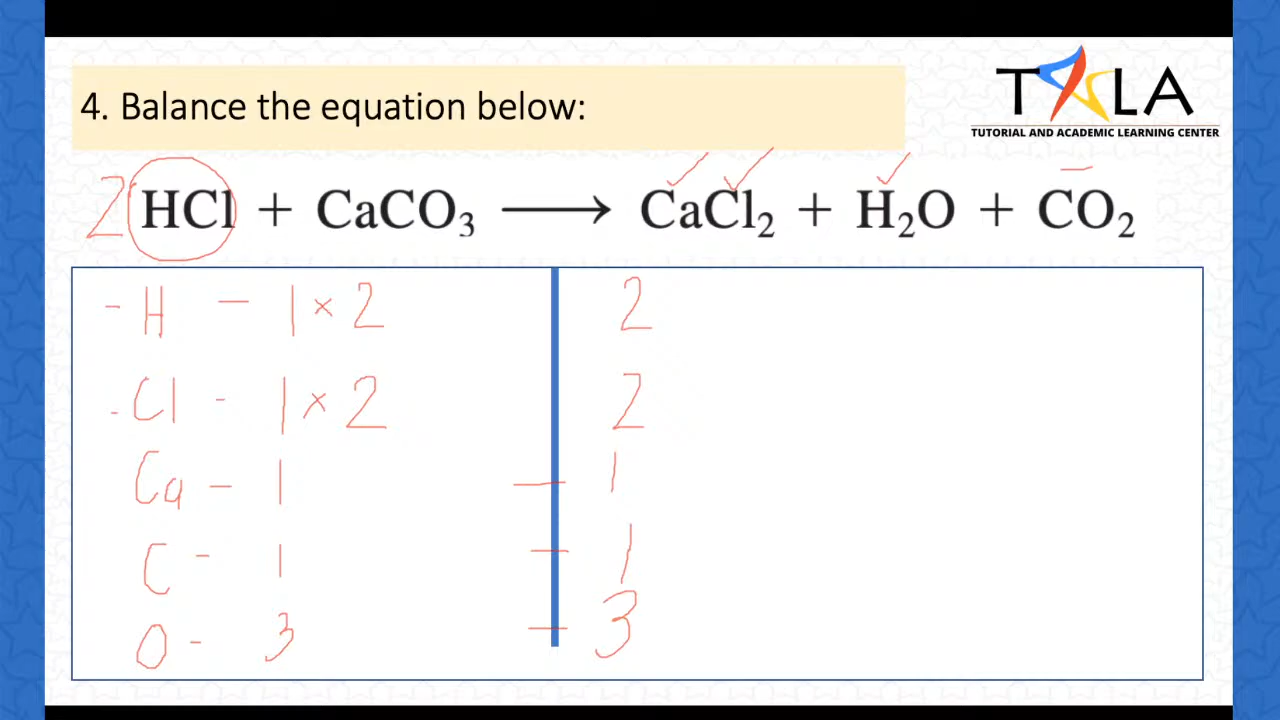 TALA
TUTORIAL AND ACADEMIC LEARNING CENTER
4. Balance the equation below:
2 HCl + CaCO₃ ⟶ CaCl₂ + H₂O + CO₂
- H - 1 × 2 2
- Cl - 1 × 2 2
Ca - 1 - 1
C - 1 - 1
O - 3 - 3